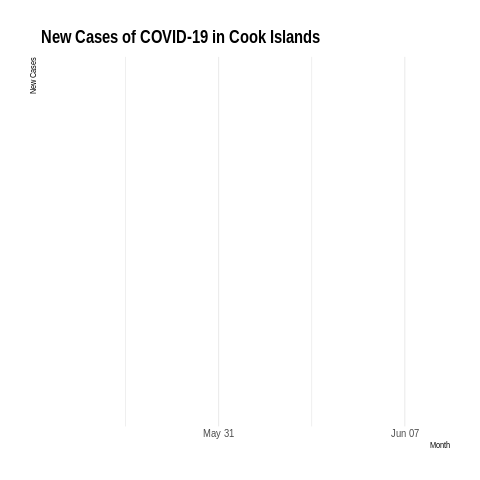 New Cases of COVID-19 in Cook Islands
New Cases
May 31
Jun 07
Month